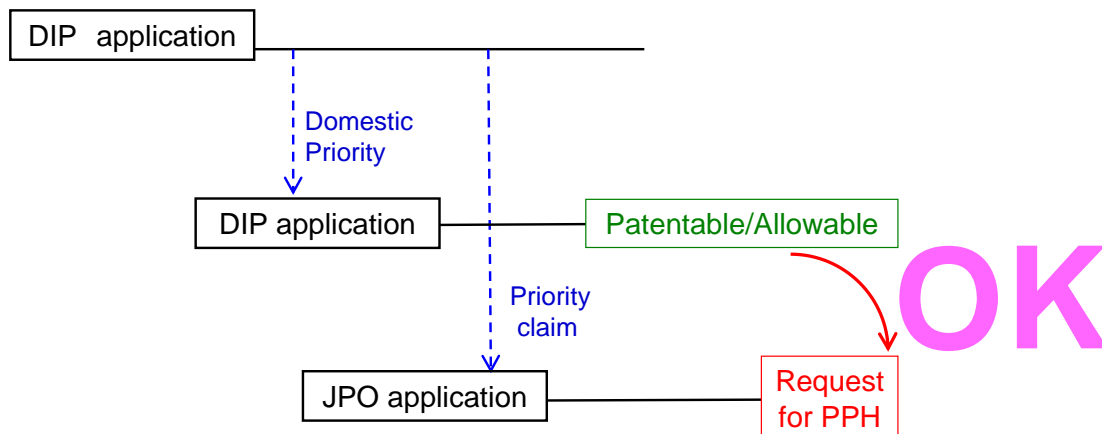 DIP application
Domestic
Priority
DIP application
Patentable/Allowable
OK
Priority
claim
JPO application
Request
for PPH